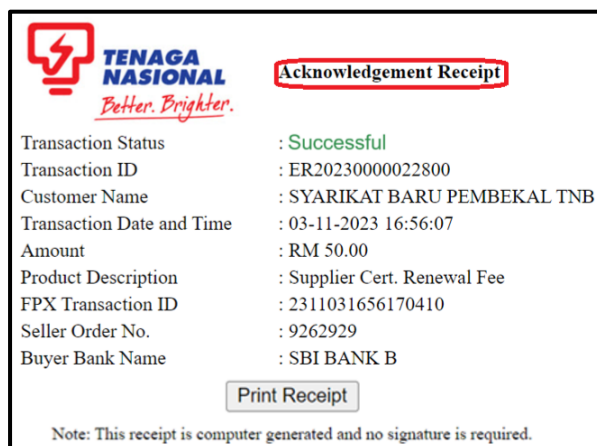 TENAGA
NASIONAL
Better. Brighter.
Acknowledgement Receipt
Transaction Status : Successful
Transaction ID : ER20230000022800
Customer Name : SYARIKAT BARU PEMBEKAL TNB
Transaction Date and Time : 03-11-2023 16:56:07
Amount : RM 50.00
Product Description : Supplier Cert. Renewal Fee
FPX Transaction ID : 2311031656170410
Seller Order No. : 9262929
Buyer Bank Name : SBI BANK B
Print Receipt
Note: This receipt is computer generated and no signature is required.